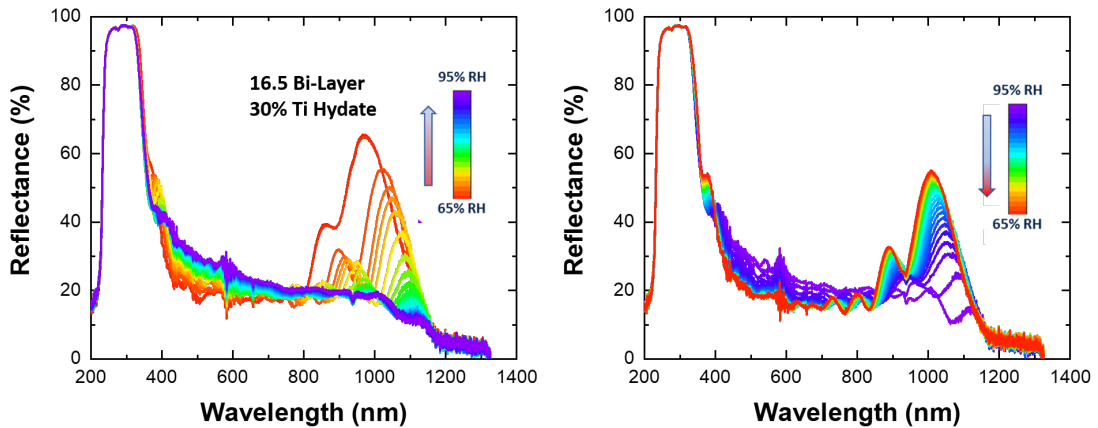 100
80
60
40
20
0
Reflectance (%)
16.5 Bi-Layer
30% Ti Hydate
95% RH
65% RH
200 400 600 800 1000 1200 1400
Wavelength (nm)
100
80
60
40
20
0
Reflectance (%)
95% RH
65% RH
200 400 600 800 1000 1200 1400
Wavelength (nm)